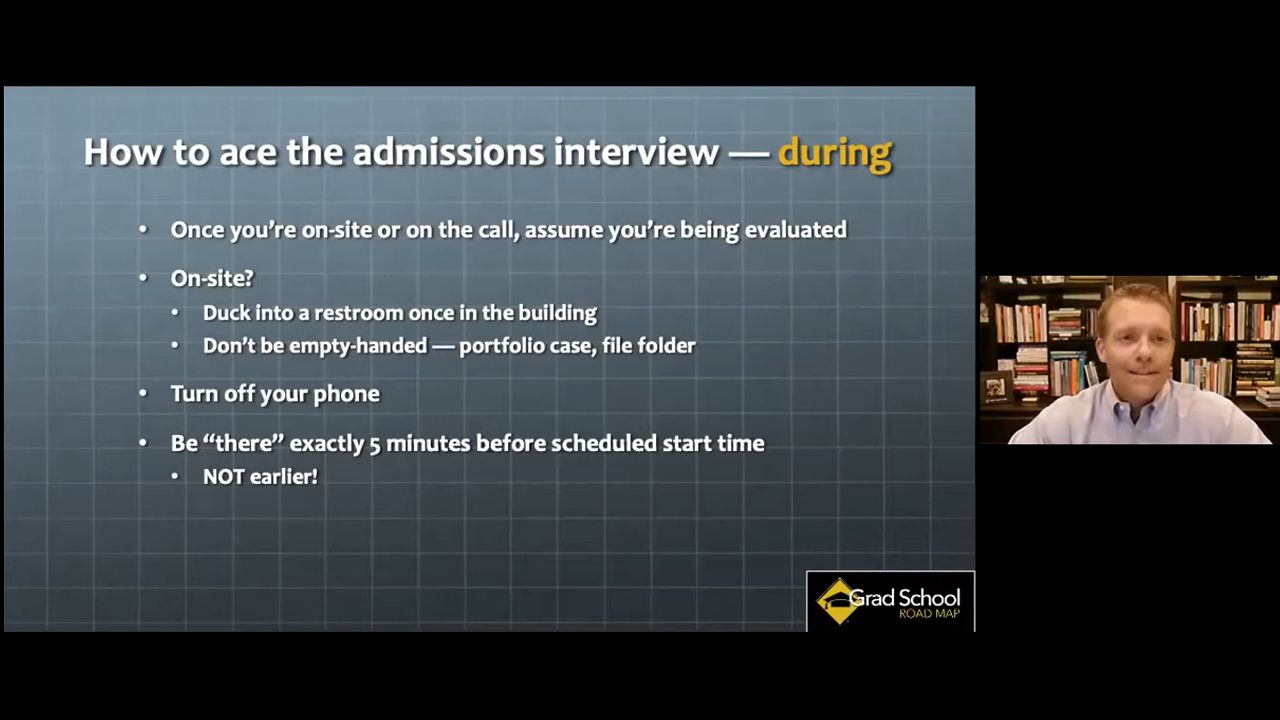 How to ace the admissions interview — during
• Once you’re on-site or on the call, assume you’re being evaluated
• On-site?
• Duck into a restroom once in the building
• Don’t be empty-handed — portfolio case, file folder
• Turn off your phone
• Be “there” exactly 5 minutes before scheduled start time
• NOT earlier!
Grad School
ROAD MAP